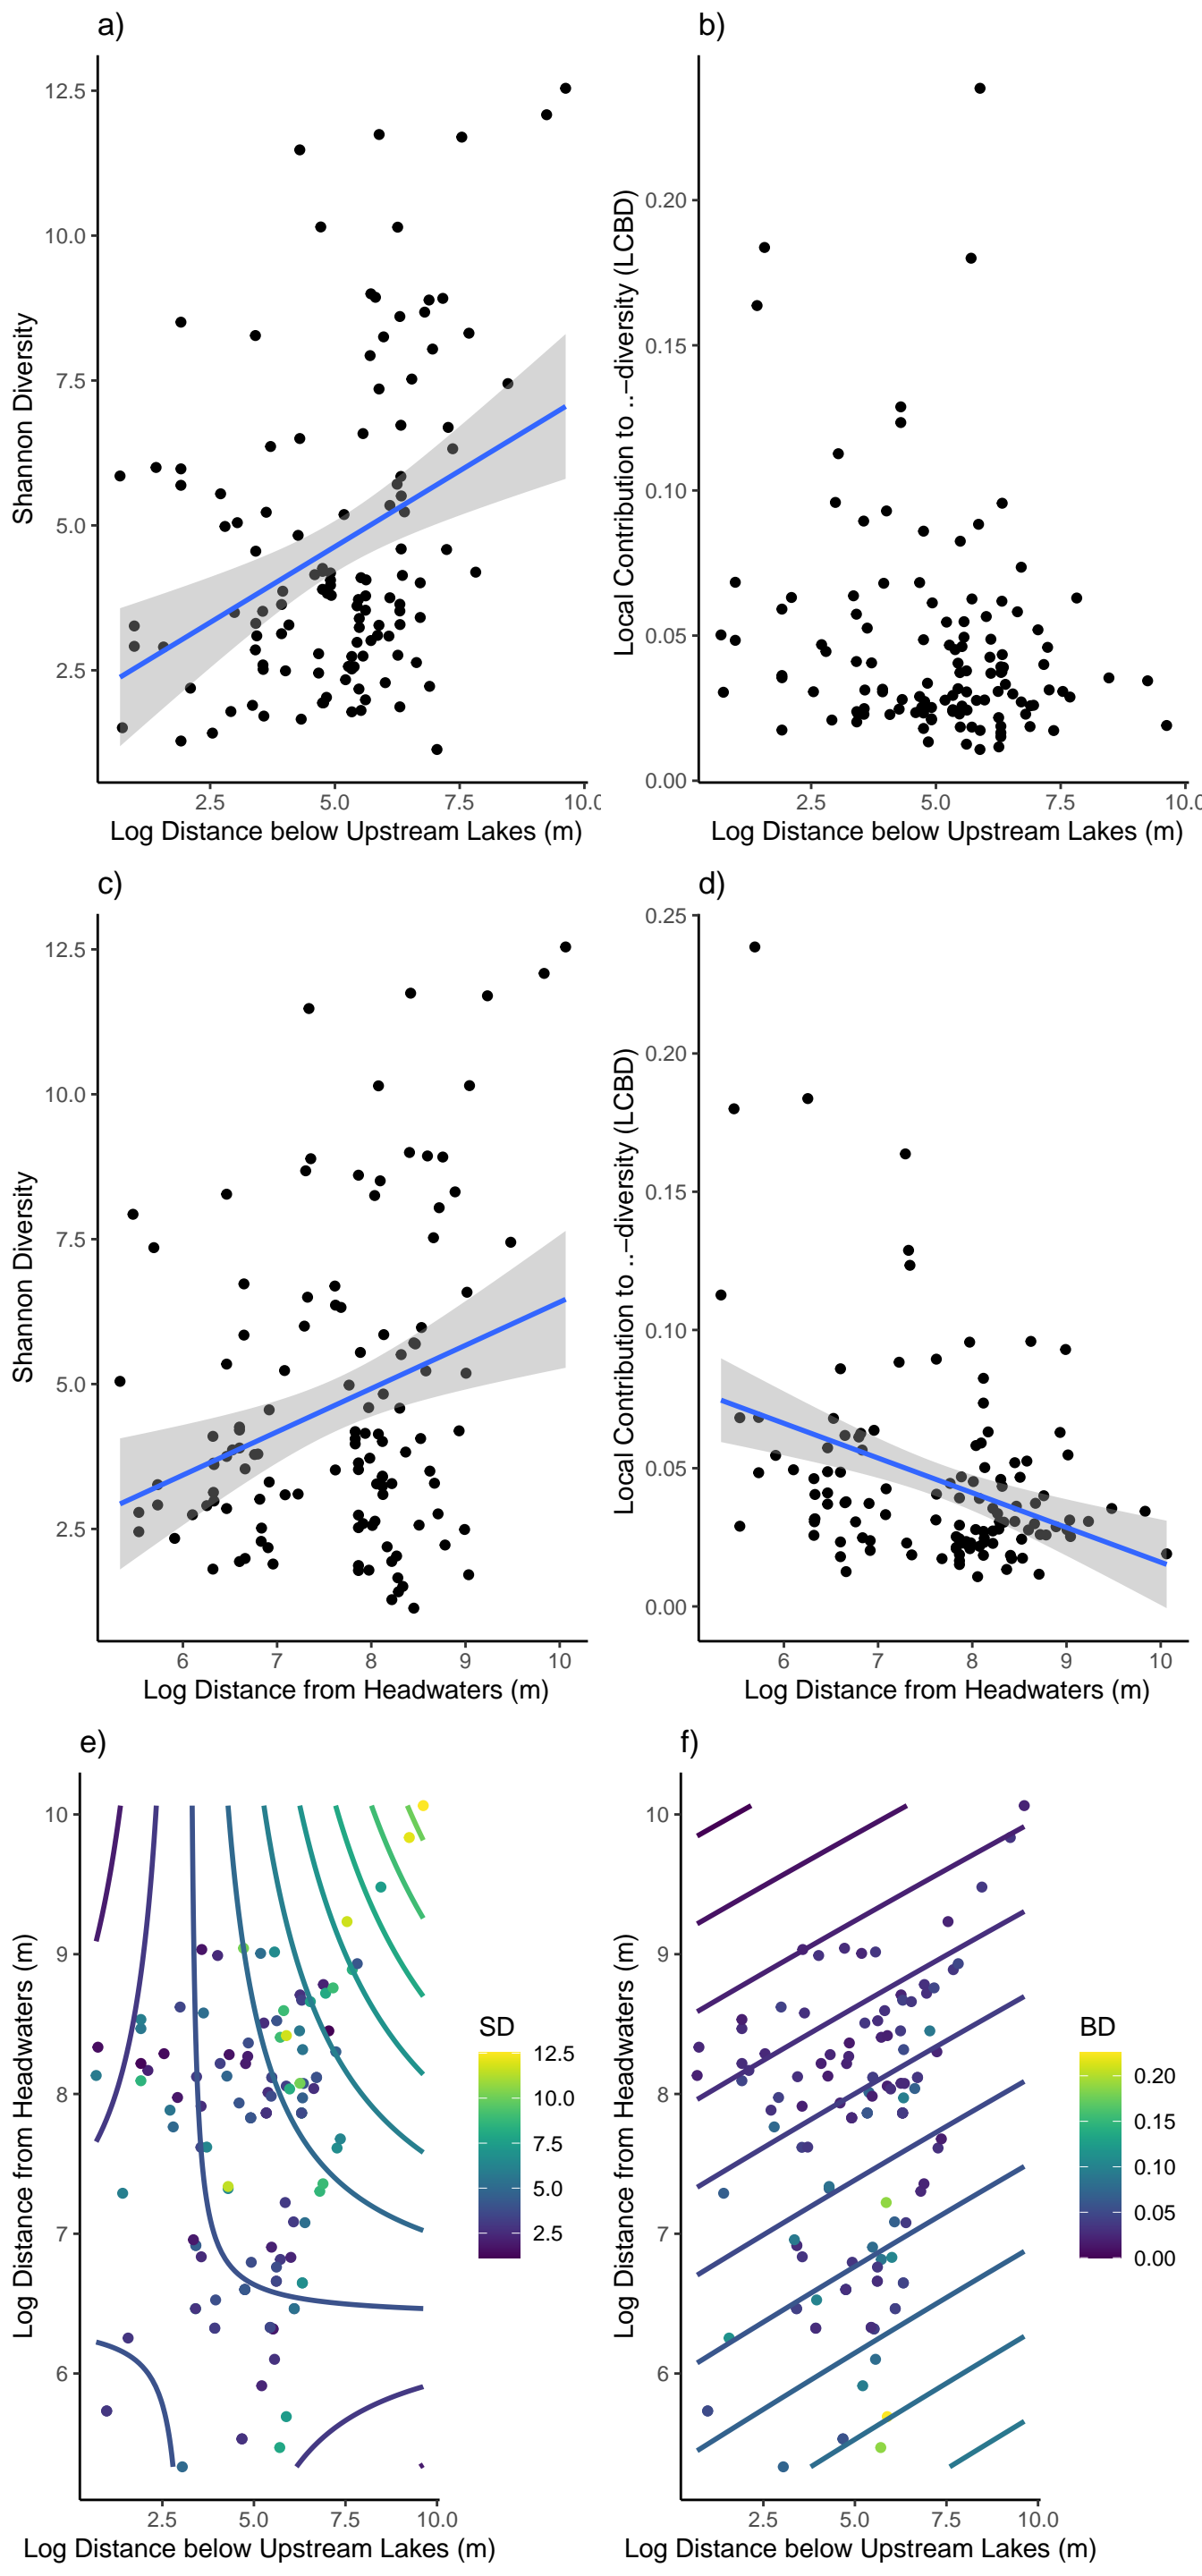 a)
12.5
10.0
7.5
5.0
2.5
Shannon Diversity
2.5 5.0 7.5 10.0
Log Distance below Upstream Lakes (m)
b)
0.20
0.15
0.10
0.05
0.00
Local Contribution to ..−diversity (LCBD)
2.5 5.0 7.5 10.0
Log Distance below Upstream Lakes (m)
c)
12.5
10.0
7.5
5.0
2.5
Shannon Diversity
6 7 8 9 10
Log Distance from Headwaters (m)
d)
0.25
0.20
0.15
0.10
0.05
0.00
Local Contribution to ..−diversity (LCBD)
6 7 8 9 10
Log Distance from Headwaters (m)
e)
10
9
8
7
6
Log Distance from Headwaters (m)
2.5 5.0 7.5 10.0
Log Distance below Upstream Lakes (m)
SD
12.5
10.0
7.5
5.0
2.5
f)
10
9
8
7
6
Log Distance from Headwaters (m)
2.5 5.0 7.5 10.0
Log Distance below Upstream Lakes (m)
BD
0.20
0.15
0.10
0.05
0.00